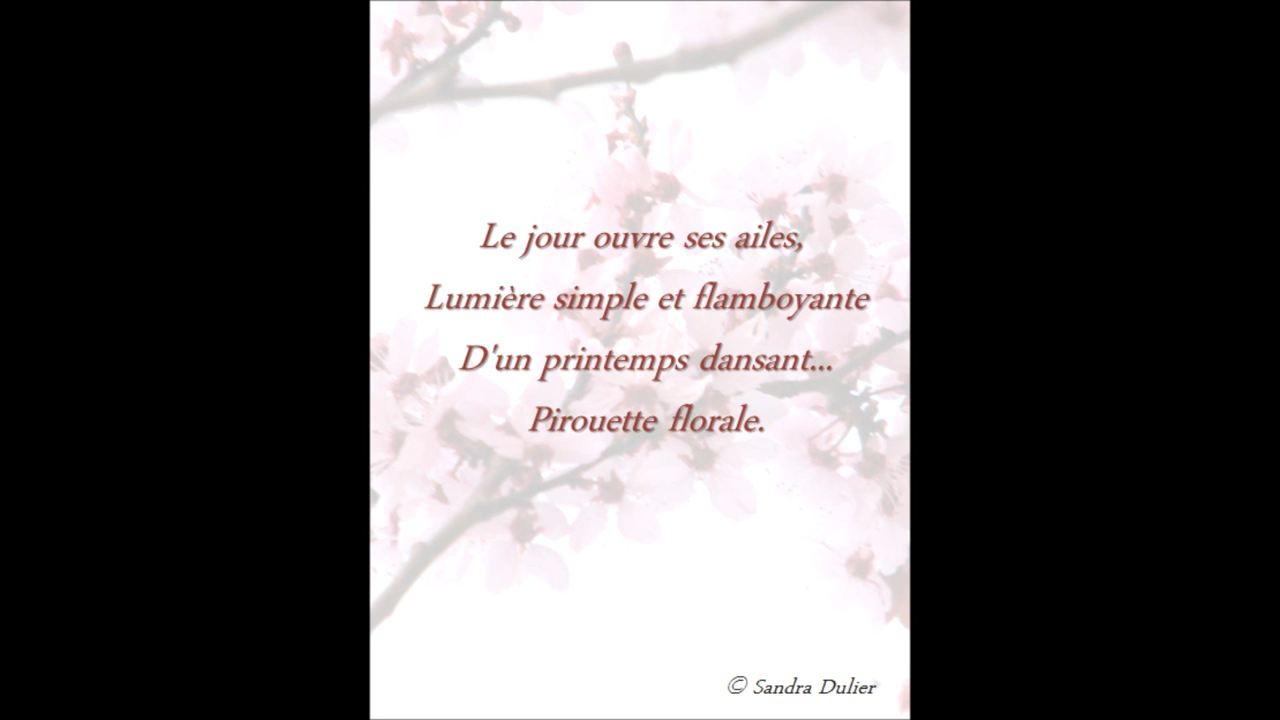 Le jour ouvre ses ailes,
Lumière simple et flamboyante
D'un printemps dansant...
Pirouette florale.
© Sandra Dulier